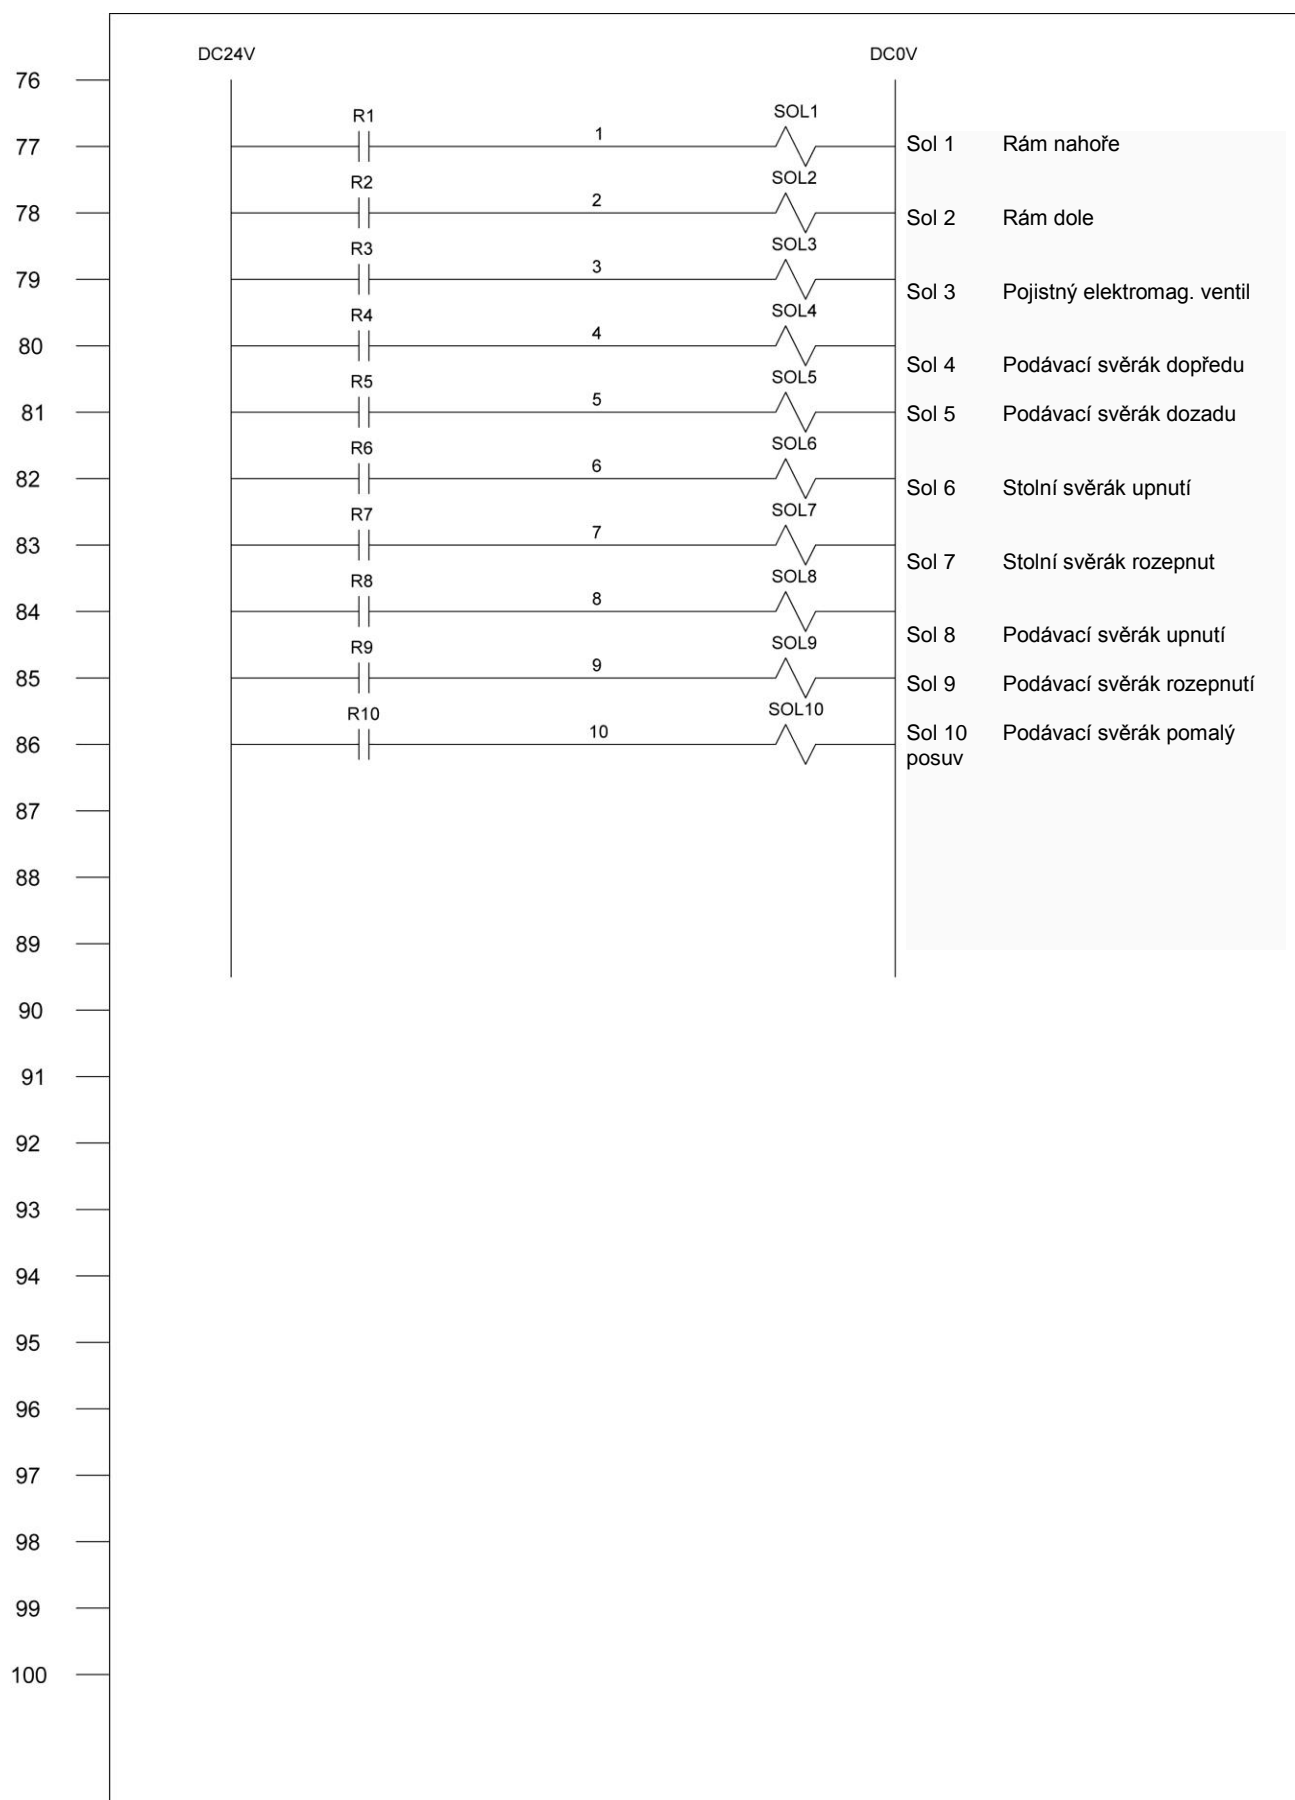 DC24V DC0V
76
R1 1 SOL1
77 Sol 1 Rám nahoře
R2 2 SOL2
78 Sol 2 Rám dole
R3 3 SOL3
79 Sol 3 Pojistný elektromag. ventil
R4 4 SOL4
80 Sol 4 Podávací svěrák dopředu
R5 5 SOL5
81 Sol 5 Podávací svěrák dozadu
R6 6 SOL6
82 Sol 6 Stolní svěrák upnutí
R7 7 SOL7
83 Sol 7 Stolní svěrák rozepnut
R8 8 SOL8
84 Sol 8 Podávací svěrák upnutí
R9 9 SOL9
85 Sol 9 Podávací svěrák rozepnutí
R10 10 SOL10
86 Sol 10 Podávací svěrák pomalý
posuv
87
88
89
90
91
92
93
94
95
96
97
98
99
100